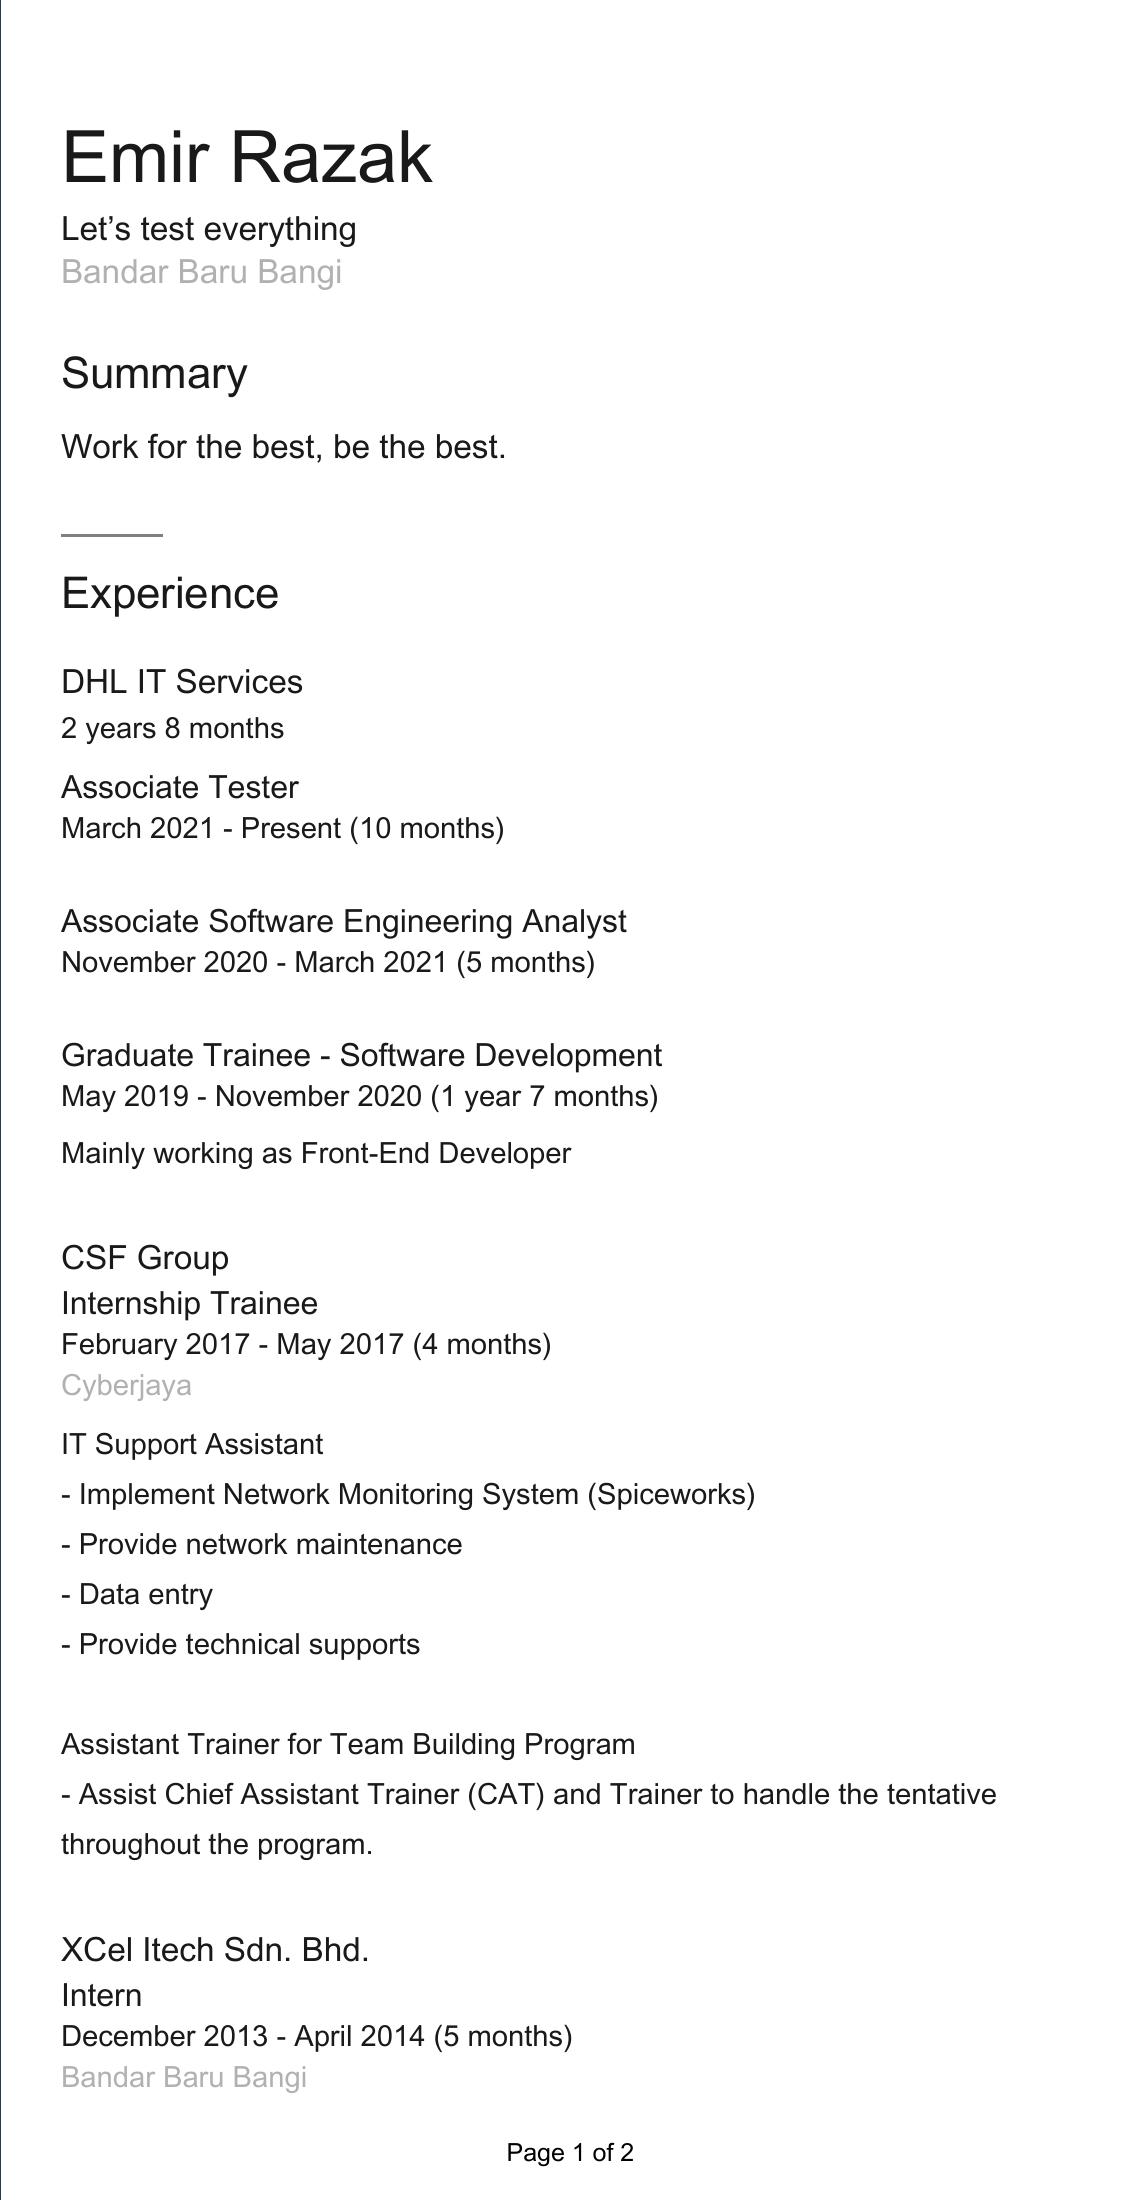 Emir Razak
Let’s test everything
Bandar Baru Bangi
Summary
Work for the best, be the best.
Experience
DHL IT Services
2 years 8 months
Associate Tester
March 2021 - Present (10 months)
Associate Software Engineering Analyst
November 2020 - March 2021 (5 months)
Graduate Trainee - Software Development
May 2019 - November 2020 (1 year 7 months)
Mainly working as Front-End Developer
CSF Group
Internship Trainee
February 2017 - May 2017 (4 months)
Cyberjaya
IT Support Assistant
- Implement Network Monitoring System (Spiceworks)
- Provide network maintenance
- Data entry
- Provide technical supports
Assistant Trainer for Team Building Program
- Assist Chief Assistant Trainer (CAT) and Trainer to handle the tentative
throughout the program.
XCel Itech Sdn. Bhd.
Intern
December 2013 - April 2014 (5 months)
Bandar Baru Bangi
Page 1 of 2